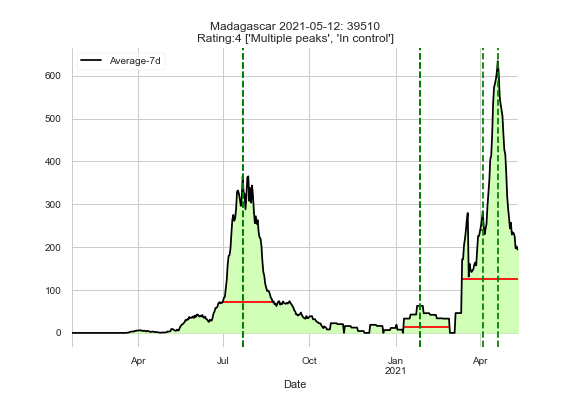 Madagascar 2021-05-12: 39510
Rating:4 ['Multiple peaks', 'In control']
Average-7d
600
500
400
300
200
100
0
Apr
Jul
Oct
Jan
2021
Apr
Date